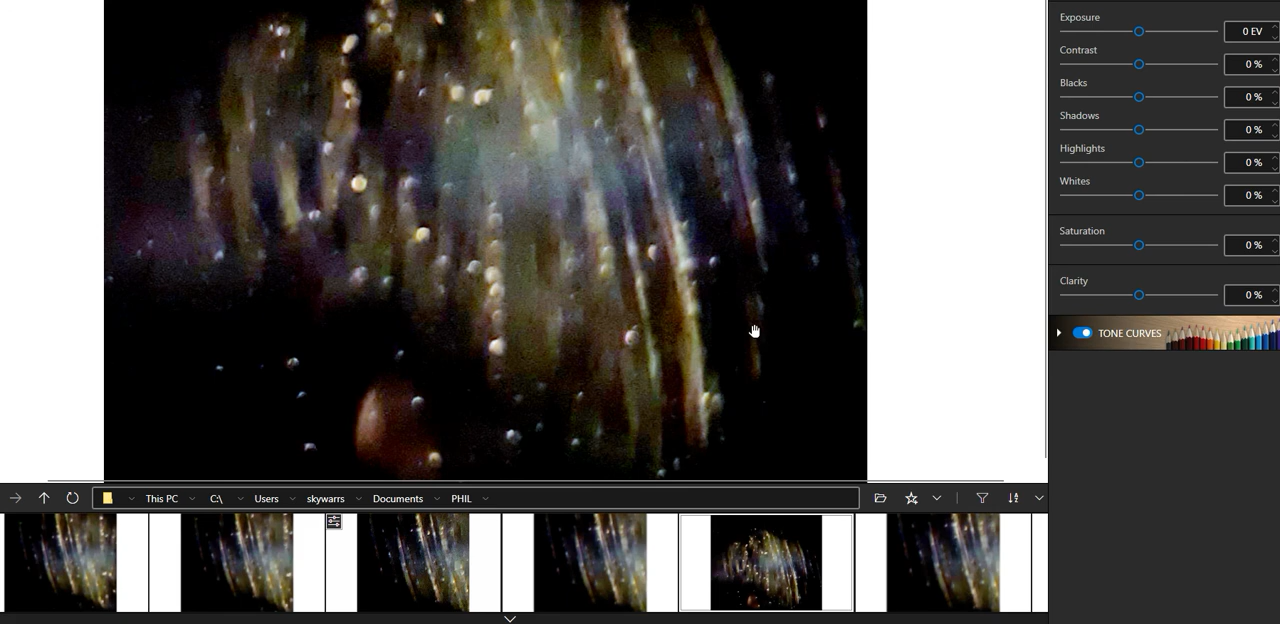 Exposure
0 EV
Contrast
0 %
Blacks
0 %
Shadows
0 %
Highlights
0 %
Whites
0 %
Saturation
0 %
Clarity
0 %
TONE CURVES
This PC C:\ Users skywarrs Documents PHIL